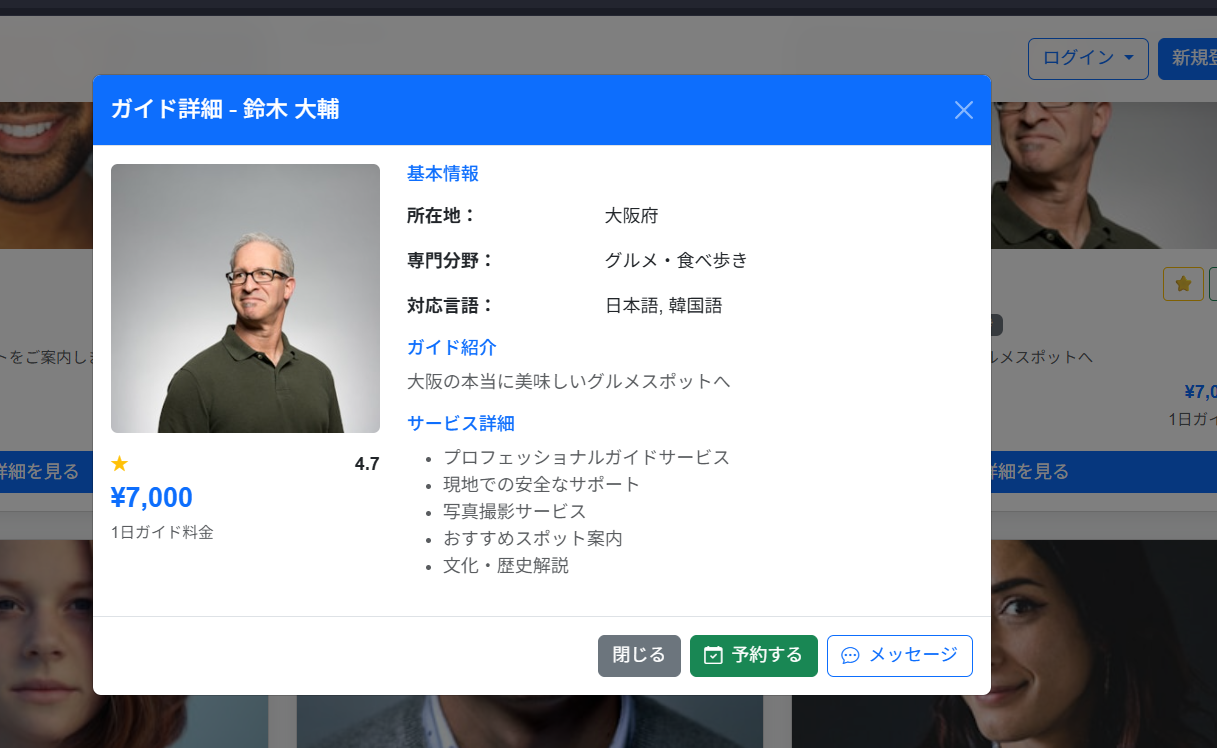 ログイン
新規登
ガイド詳細 - 鈴木 大輔
基本情報
所在地：
大阪府
専門分野：
グルメ・食べ歩き
対応言語：
日本語, 韓国語
ガイド紹介
大阪の本当に美味しいグルメスポットへ
サービス詳細
プロフェッショナルガイドサービス
現地での安全なサポート
写真撮影サービス
おすすめスポット案内
文化・歴史解説
4.7
¥7,000
1日ガイド料金
トをご案内しま
詳細を見る
ルメスポットへ
¥7,0
1日ガイ
詳細を見る
閉じる
予約する
メッセージ